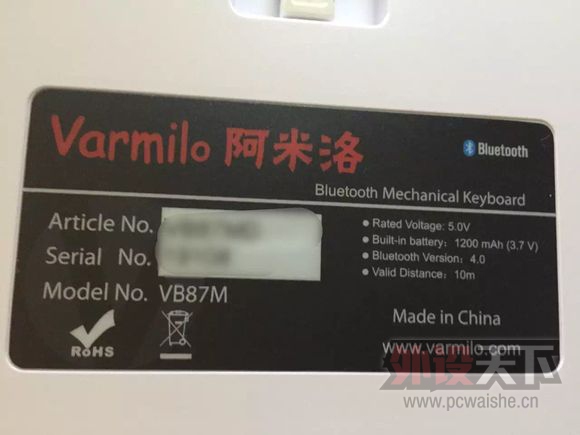 Varmilo 阿米洛
Bluetooth
Bluetooth Mechanical Keyboard
Article No.
Serial No.
Model No. VB87M
• Rated Voltage: 5.0V
• Built-in battery: 1200 mAh (3.7 V)
• Bluetooth Version: 4.0
• Valid Distance: 10m
RoHS
Made in China
www.varmilo.com
外设天下
www.pcwaishe.cn